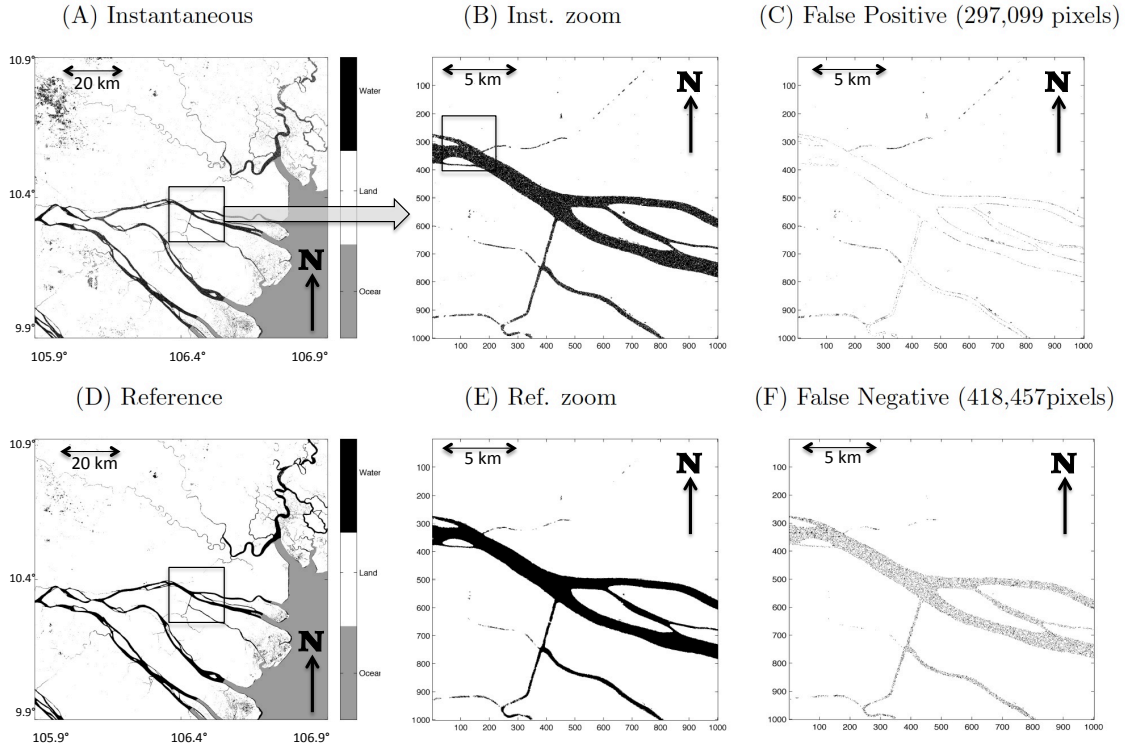 (A) Instantaneous
(B) Inst. zoom
(C) False Positive (297,099 pixels)
10.9°
10.4
9.9°
105.9°
106.4°
106.9°
20 km
N
Water
Land
Ocear
5 km
N
100
200
300
400
500
600
700
800
900
1000
100 200 300 400 500 600 700 800 900 1000
5 km
N
100
200
300
400
500
600
700
800
900
1000
100 200 300 400 500 600 700 800 900 1000
(D) Reference
(E) Ref. zoom
(F) False Negative (418,457pixels)
10.9°
10.4
9.9°
105.9°
106.4°
106.9°
20 km
N
Water
Land
Ocear
5 km
N
100
200
300
400
500
600
700
800
900
1000
100 200 300 400 500 600 700 800 900 1000
5 km
N
100
200
300
400
500
600
700
800
900
1000
100 200 300 400 500 600 700 800 900 1000